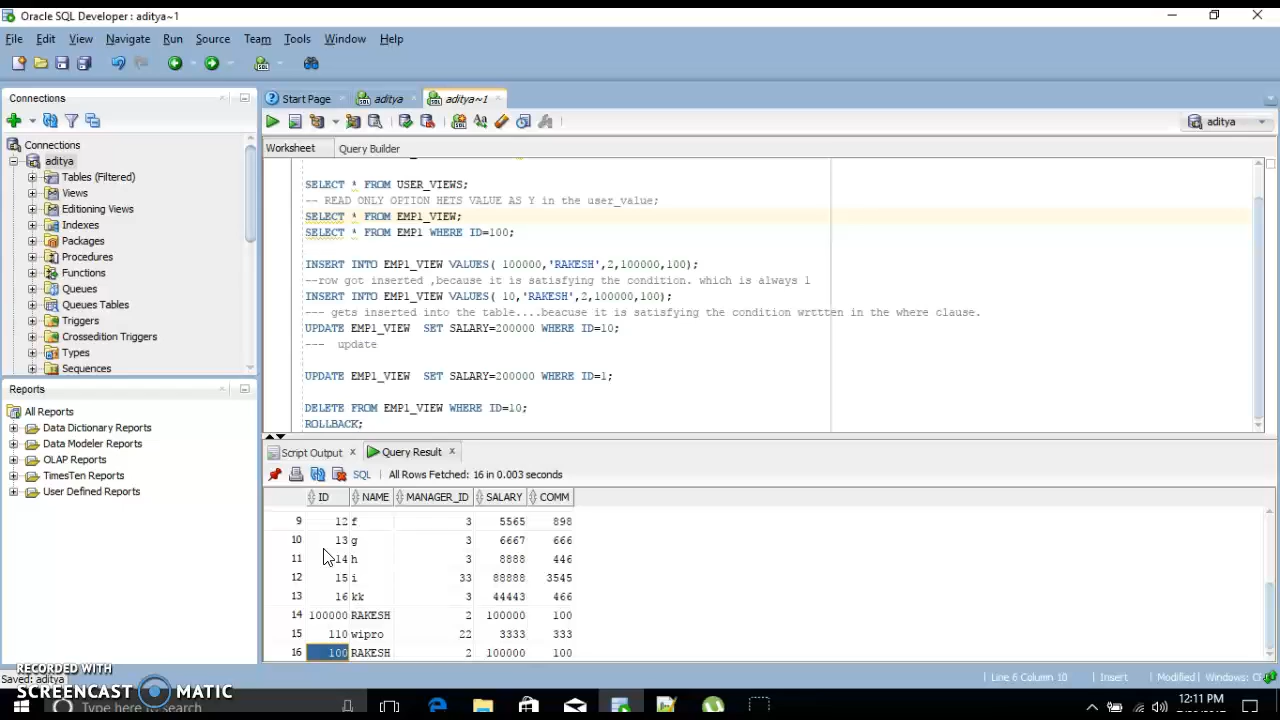 Oracle SQL Developer : aditya~1
File Edit View Navigate Run Source Team Tools Window Help
Connections
Start Page aditya aditya~1
aditya
Worksheet Query Builder
Connections
aditya
Tables (Filtered)
Views
Editioning Views
Indexes
Packages
Procedures
Functions
Queues
Queues Tables
Triggers
Crossedition Triggers
Types
Sequences
SELECT * FROM USER_VIEWS;
-- READ ONLY OPTION HETS VALUE AS Y in the user_value;
SELECT * FROM EMP1_VIEW;
SELECT * FROM EMP1 WHERE ID=100;
INSERT INTO EMP1_VIEW VALUES( 100000,'RAKESH',2,100000,100);
--row got inserted ,because it is satisfying the condition. which is always 1
INSERT INTO EMP1_VIEW VALUES( 10,'RAKESH',2,100000,100);
--- gets inserted into the table....beacuse it is satisfying the condition wrttten in the where clause.
UPDATE EMP1_VIEW SET SALARY=200000 WHERE ID=10;
--- update
UPDATE EMP1_VIEW SET SALARY=200000 WHERE ID=1;
DELETE FROM EMP1_VIEW WHERE ID=10;
ROLLBACK;
Reports
All Reports
Data Dictionary Reports
Data Modeler Reports
OLAP Reports
TimesTen Reports
User Defined Reports
Script Output Query Result
SQL All Rows Fetched: 16 in 0.003 seconds
ID NAME MANAGER_ID SALARY COMM
9 12 f 3 5565 898
10 13 g 3 6667 666
11 14 h 3 8888 446
12 15 i 33 88888 3545
13 16 kk 3 44443 466
14 100000 RAKESH 2 100000 100
15 110 wipro 22 3333 333
16 100 RAKESH 2 100000 100
RECORDED WITH
Saved: aditya
Line 6 Column 10 Insert Modified Windows:
SCREENCAST MATIC
Type here to search
12:11 PM